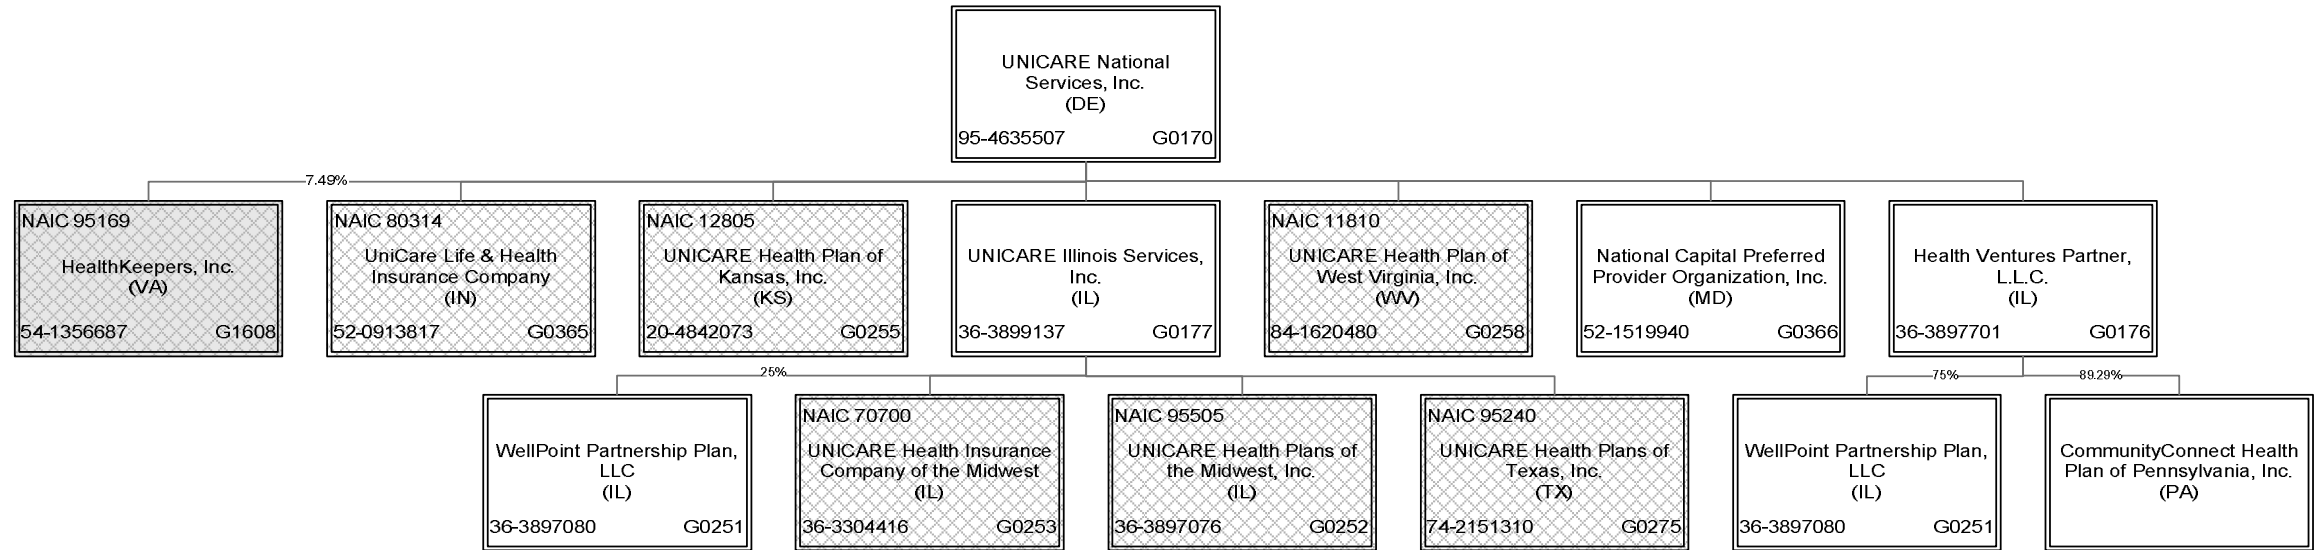 UNICARE National
Services, Inc.
(DE)
95-4635507 G0170
7.49%
NAIC 95169
HealthKeepers, Inc.
(VA)
54-1356687 G1608
NAIC 80314
UniCare Life & Health
Insurance Company
(IN)
52-0913817 G0365
NAIC 12805
UNICARE Health Plan of
Kansas, Inc.
(KS)
20-4842073 G0255
UNICARE Illinois Services,
Inc.
(IL)
36-3899137 G0177
NAIC 11810
UNICARE Health Plan of
West Virginia, Inc.
(WV)
84-1620480 G0258
National Capital Preferred
Provider Organization, Inc.
(MD)
52-1519940 G0366
Health Ventures Partner,
L.L.C.
(IL)
36-3897701 G0176
25%
75%
89.29%
WellPoint Partnership Plan,
LLC
(IL)
36-3897080 G0251
NAIC 70700
UNICARE Health Insurance
Company of the Midwest
(IL)
36-3304416 G0253
NAIC 95505
UNICARE Health Plans of
the Midwest, Inc.
(IL)
36-3897076 G0252
NAIC 95240
UNICARE Health Plans of
Texas, Inc.
(TX)
74-2151310 G0275
WellPoint Partnership Plan,
LLC
(IL)
36-3897080 G0251
CommunityConnect Health
Plan of Pennsylvania, Inc.
(PA)